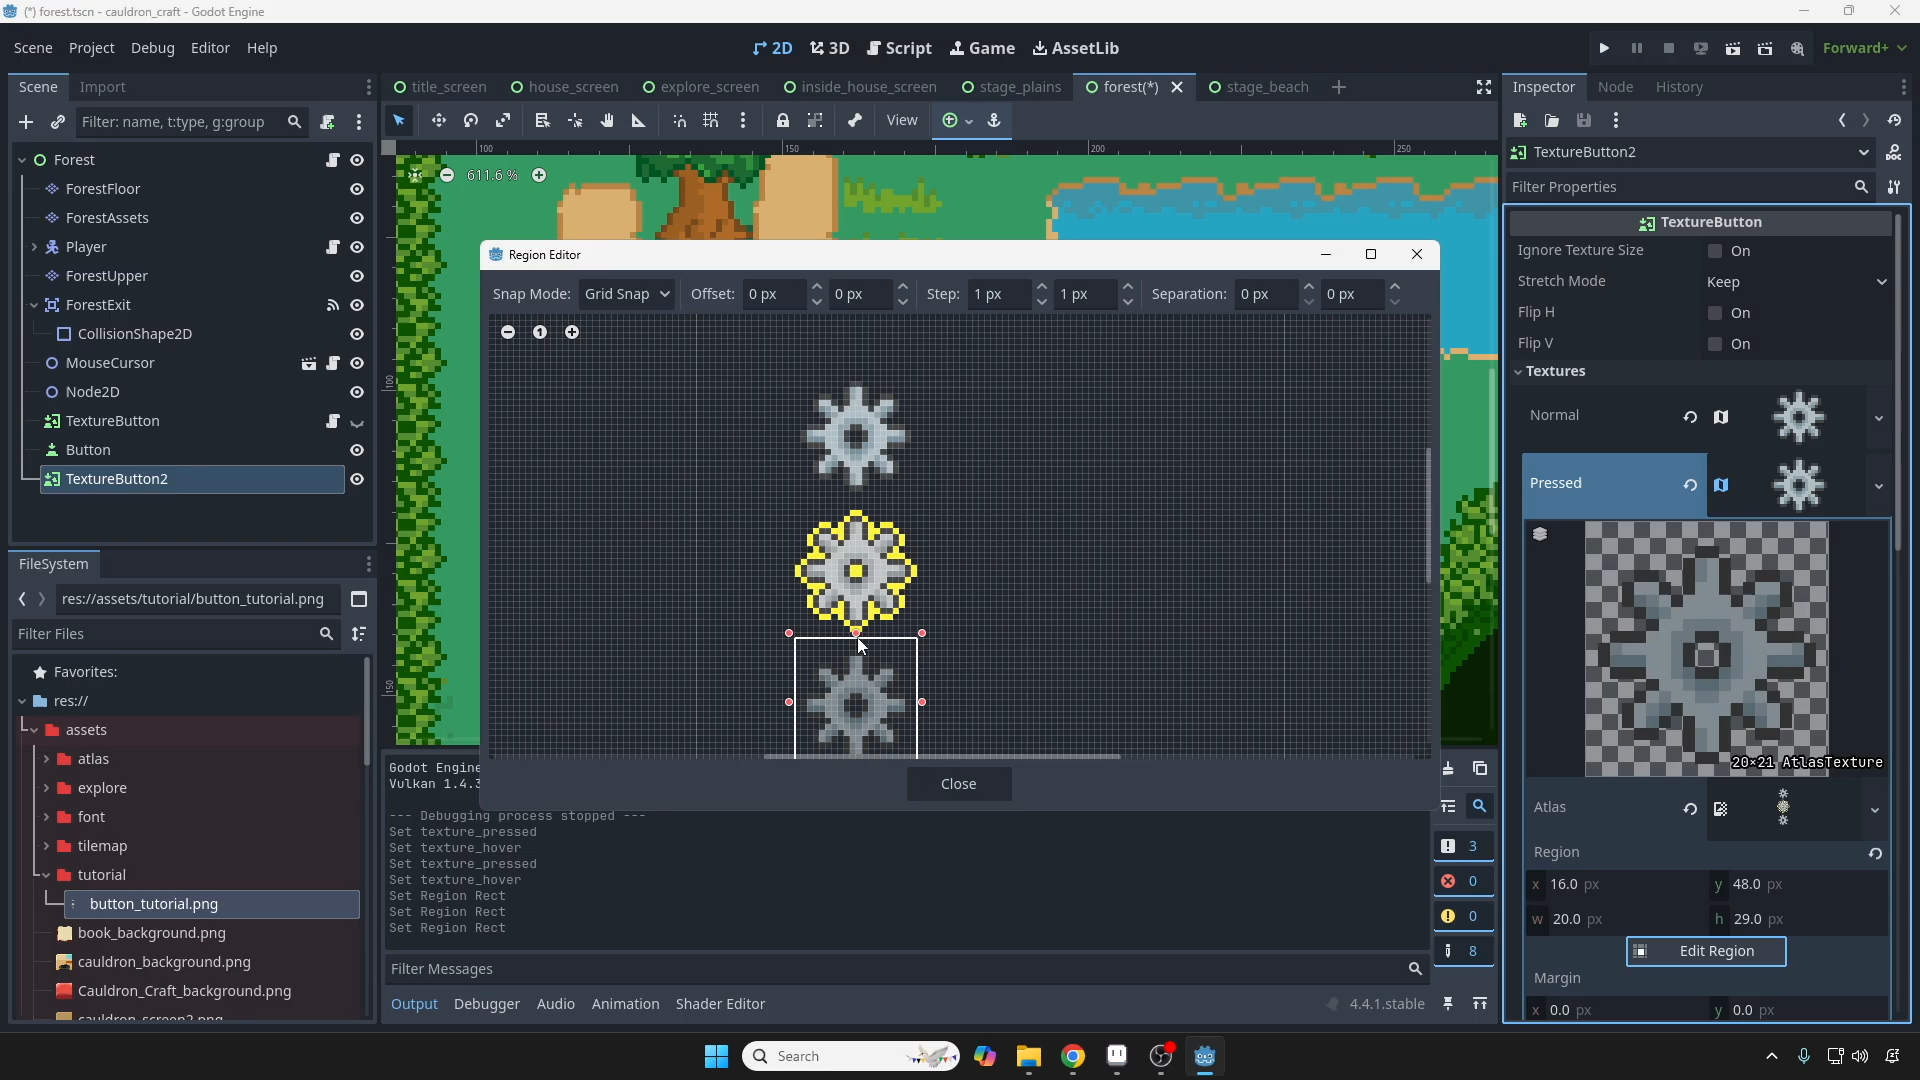 (*) forest.tscn - cauldron_craft - Godot Engine
Scene Project Debug Editor Help
2D 3D Script Game AssetLib
Forward+
Scene Import
title_screen house_screen explore_screen inside_house_screen stage_plains forest(*) stage_beach
Inspector Node History
Filter: name, t:type, g:group
View
100 150 200 250
611.6 %
TextureButton2
Filter Properties
Forest
ForestFloor
ForestAssets
Player
ForestUpper
ForestExit
CollisionShape2D
MouseCursor
Node2D
TextureButton
Button
TextureButton2
100
150
Region Editor
Snap Mode: Grid Snap Offset: 0 px 0 px Step: 1 px 1 px Separation: 0 px 0 px
1
Close
TextureButton
Ignore Texture Size On
Stretch Mode Keep
Flip H On
Flip V On
Textures
Normal
Pressed
20×21 AtlasTexture
Atlas
Region
x 16.0 px y 48.0 px
w 20.0 px h 29.0 px
Edit Region
Margin
x 0.0 px y 0.0 px
FileSystem
res://assets/tutorial/button_tutorial.png
Filter Files
Favorites:
res://
assets
atlas
explore
font
tilemap
tutorial
button_tutorial.png
book_background.png
cauldron_background.png
Cauldron_Craft_background.png
cauldron_screen2.png
Godot Engine
Vulkan 1.4.3
--- Debugging process stopped ---
Set texture_pressed
Set texture_hover
Set texture_pressed
Set texture_hover
Set Region Rect
Set Region Rect
Set Region Rect
3
0
0
8
Filter Messages
Output Debugger Audio Animation Shader Editor
4.4.1.stable
Search